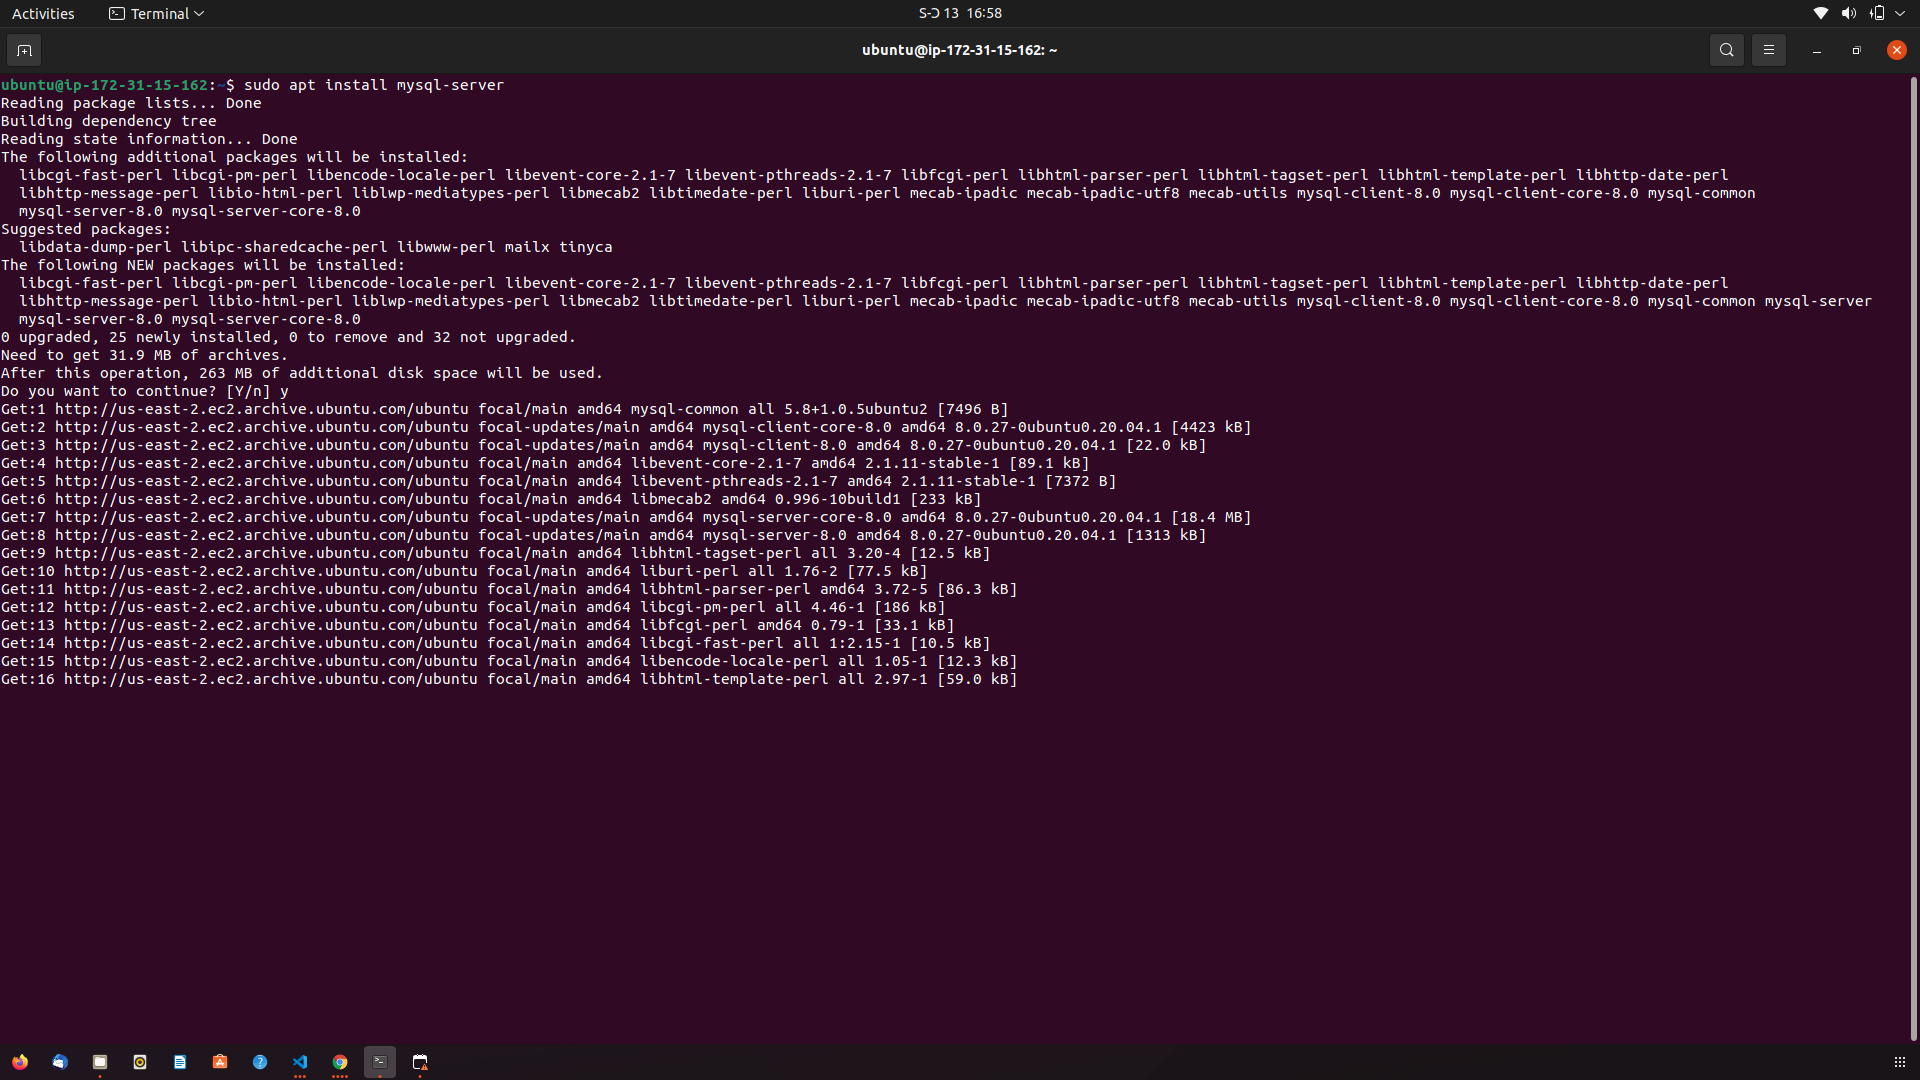 Activities
Terminal
S-Ɔ 13 16:58
ubuntu@ip-172-31-15-162: ~
ubuntu@ip-172-31-15-162:~$ sudo apt install mysql-server
Reading package lists... Done
Building dependency tree
Reading state information... Done
The following additional packages will be installed:
libcgi-fast-perl libcgi-pm-perl libencode-locale-perl libevent-core-2.1-7 libevent-pthreads-2.1-7 libfcgi-perl libhtml-parser-perl libhtml-tagset-perl libhtml-template-perl libhttp-date-perl
libhttp-message-perl libio-html-perl liblwp-mediatypes-perl libmecab2 libtimedate-perl liburi-perl mecab-ipadic mecab-ipadic-utf8 mecab-utils mysql-client-8.0 mysql-client-core-8.0 mysql-common
mysql-server-8.0 mysql-server-core-8.0
Suggested packages:
libdata-dump-perl libipc-sharedcache-perl libwww-perl mailx tinyca
The following NEW packages will be installed:
libcgi-fast-perl libcgi-pm-perl libencode-locale-perl libevent-core-2.1-7 libevent-pthreads-2.1-7 libfcgi-perl libhtml-parser-perl libhtml-tagset-perl libhtml-template-perl libhttp-date-perl
libhttp-message-perl libio-html-perl liblwp-mediatypes-perl libmecab2 libtimedate-perl liburi-perl mecab-ipadic mecab-ipadic-utf8 mecab-utils mysql-client-8.0 mysql-client-core-8.0 mysql-common mysql-server
mysql-server-8.0 mysql-server-core-8.0
0 upgraded, 25 newly installed, 0 to remove and 32 not upgraded.
Need to get 31.9 MB of archives.
After this operation, 263 MB of additional disk space will be used.
Do you want to continue? [Y/n] y
Get:1 http://us-east-2.ec2.archive.ubuntu.com/ubuntu focal/main amd64 mysql-common all 5.8+1.0.5ubuntu2 [7496 B]
Get:2 http://us-east-2.ec2.archive.ubuntu.com/ubuntu focal-updates/main amd64 mysql-client-core-8.0 amd64 8.0.27-0ubuntu0.20.04.1 [4423 kB]
Get:3 http://us-east-2.ec2.archive.ubuntu.com/ubuntu focal-updates/main amd64 mysql-client-8.0 amd64 8.0.27-0ubuntu0.20.04.1 [22.0 kB]
Get:4 http://us-east-2.ec2.archive.ubuntu.com/ubuntu focal/main amd64 libevent-core-2.1-7 amd64 2.1.11-stable-1 [89.1 kB]
Get:5 http://us-east-2.ec2.archive.ubuntu.com/ubuntu focal/main amd64 libevent-pthreads-2.1-7 amd64 2.1.11-stable-1 [7372 B]
Get:6 http://us-east-2.ec2.archive.ubuntu.com/ubuntu focal/main amd64 libmecab2 amd64 0.996-10build1 [233 kB]
Get:7 http://us-east-2.ec2.archive.ubuntu.com/ubuntu focal-updates/main amd64 mysql-server-core-8.0 amd64 8.0.27-0ubuntu0.20.04.1 [18.4 MB]
Get:8 http://us-east-2.ec2.archive.ubuntu.com/ubuntu focal-updates/main amd64 mysql-server-8.0 amd64 8.0.27-0ubuntu0.20.04.1 [1313 kB]
Get:9 http://us-east-2.ec2.archive.ubuntu.com/ubuntu focal/main amd64 libhtml-tagset-perl all 3.20-4 [12.5 kB]
Get:10 http://us-east-2.ec2.archive.ubuntu.com/ubuntu focal/main amd64 liburi-perl all 1.76-2 [77.5 kB]
Get:11 http://us-east-2.ec2.archive.ubuntu.com/ubuntu focal/main amd64 libhtml-parser-perl amd64 3.72-5 [86.3 kB]
Get:12 http://us-east-2.ec2.archive.ubuntu.com/ubuntu focal/main amd64 libcgi-pm-perl all 4.46-1 [186 kB]
Get:13 http://us-east-2.ec2.archive.ubuntu.com/ubuntu focal/main amd64 libfcgi-perl amd64 0.79-1 [33.1 kB]
Get:14 http://us-east-2.ec2.archive.ubuntu.com/ubuntu focal/main amd64 libcgi-fast-perl all 1:2.15-1 [10.5 kB]
Get:15 http://us-east-2.ec2.archive.ubuntu.com/ubuntu focal/main amd64 libencode-locale-perl all 1.05-1 [12.3 kB]
Get:16 http://us-east-2.ec2.archive.ubuntu.com/ubuntu focal/main amd64 libhtml-template-perl all 2.97-1 [59.0 kB]